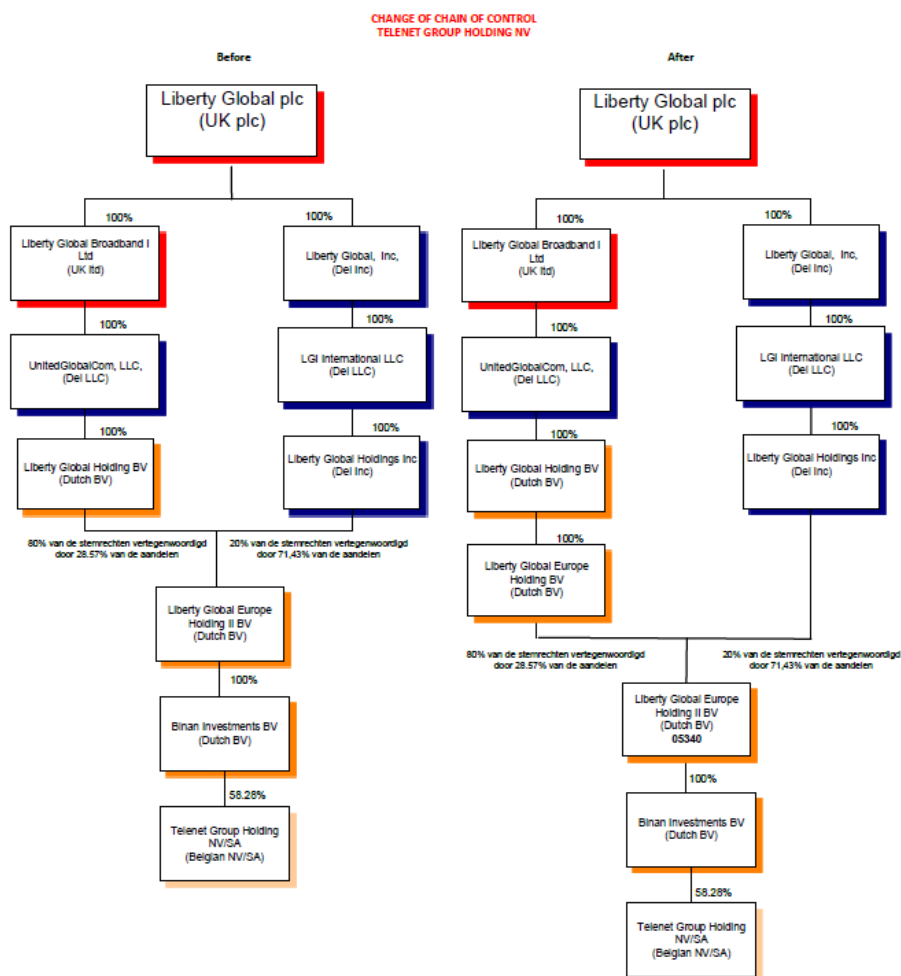 CHANGE OF CHAIN OF CONTROL
TELENET GROUP HOLDING NV
Before
Liberty Global plc
(UK plc)
100%
100%
Liberty Global Broadband I
Ltd
(UK ltd)
Liberty Global, Inc,
(Del Inc)
100%
100%
UnitedGlobalCom, LLC,
(Del LLC)
LGI International LLC
(Del LLC)
100%
100%
Liberty Global Holding BV
(Dutch BV)
Liberty Global Holdings Inc
(Del Inc)
80% van de stemrechten vertegenwoordigd
door 28.57% van de aandelen
20% van de stemrechten vertegenwoordigd
door 71,43% van de aandelen
Liberty Global Europe
Holding II BV
(Dutch BV)
100%
Binan Investments BV
(Dutch BV)
58.28%
Telenet Group Holding
NV/SA
(Belgian NV/SA)
After
Liberty Global plc
(UK plc)
100%
100%
Liberty Global Broadband I
Ltd
(UK ltd)
Liberty Global, Inc,
(Del Inc)
100%
100%
UnitedGlobalCom, LLC,
(Del LLC)
LGI International LLC
(Del LLC)
100%
100%
Liberty Global Holding BV
(Dutch BV)
Liberty Global Holdings Inc
(Del Inc)
100%
Liberty Global Europe
Holding BV
(Dutch BV)
80% van de stemrechten vertegenwoordigd
door 28.57% van de aandelen
20% van de stemrechten vertegenwoordigd
door 71,43% van de aandelen
Liberty Global Europe
Holding II BV
(Dutch BV)
05340
100%
Binan Investments BV
(Dutch BV)
58.28%
Telenet Group Holding
NV/SA
(Belgian NV/SA)